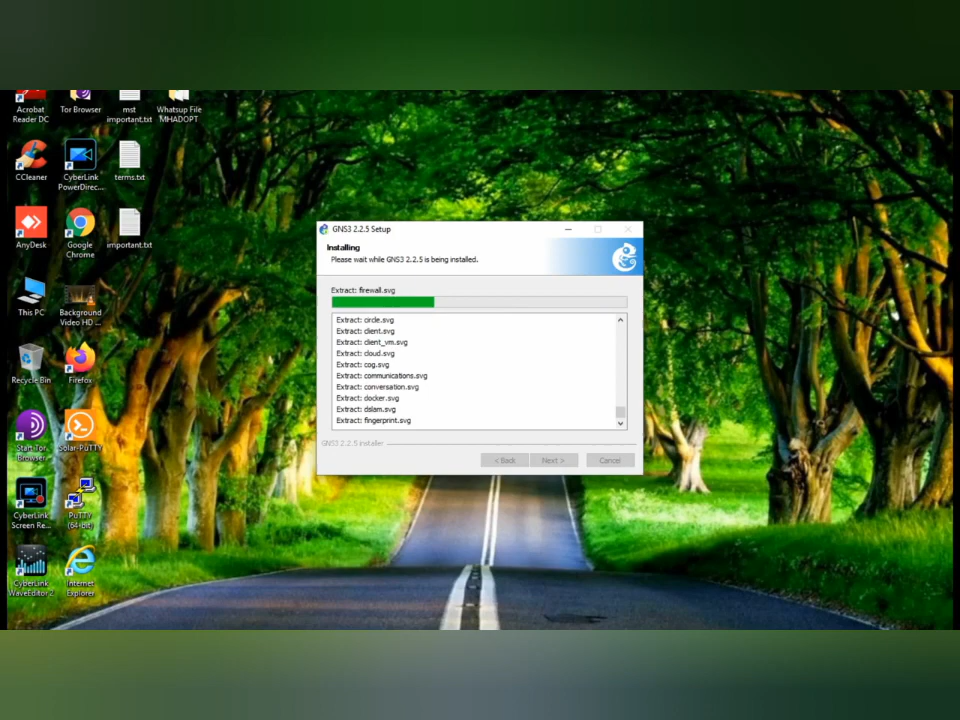 Acrobat
Reader DC
Tor Browser
mst
important.txt
Whatsup File
MHADOPT
CCleaner
CyberLink
PowerDirec...
terms.txt
AnyDesk
Google
Chrome
important.txt
This PC
Background
Video HD ...
Recycle Bin
Firefox
Start Tor
Browser
Solar-PuTTY
CyberLink
Screen Re...
PuTTY
(64-bit)
CyberLink
WaveEditor 2
Internet
Explorer
GNS3 2.2.5 Setup
Installing
Please wait while GNS3 2.2.5 is being installed.
Extract: firewall.svg
Extract: circle.svg
Extract: client.svg
Extract: client_vm.svg
Extract: cloud.svg
Extract: cog.svg
Extract: communications.svg
Extract: conversation.svg
Extract: docker.svg
Extract: dslam.svg
Extract: fingerprint.svg
GNS3 2.2.5 installer
< Back
Next >
Cancel